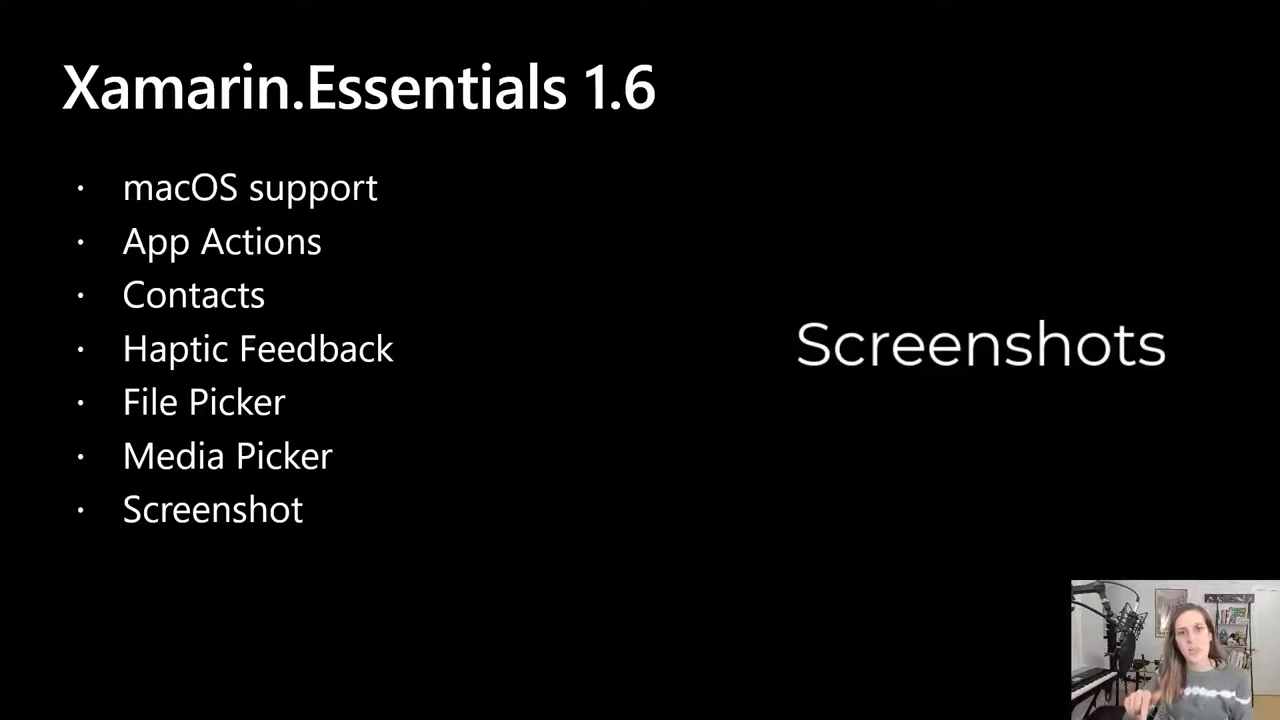 Xamarin.Essentials 1.6
· macOS support
· App Actions
· Contacts
· Haptic Feedback
· File Picker
· Media Picker
· Screenshot
Screenshots